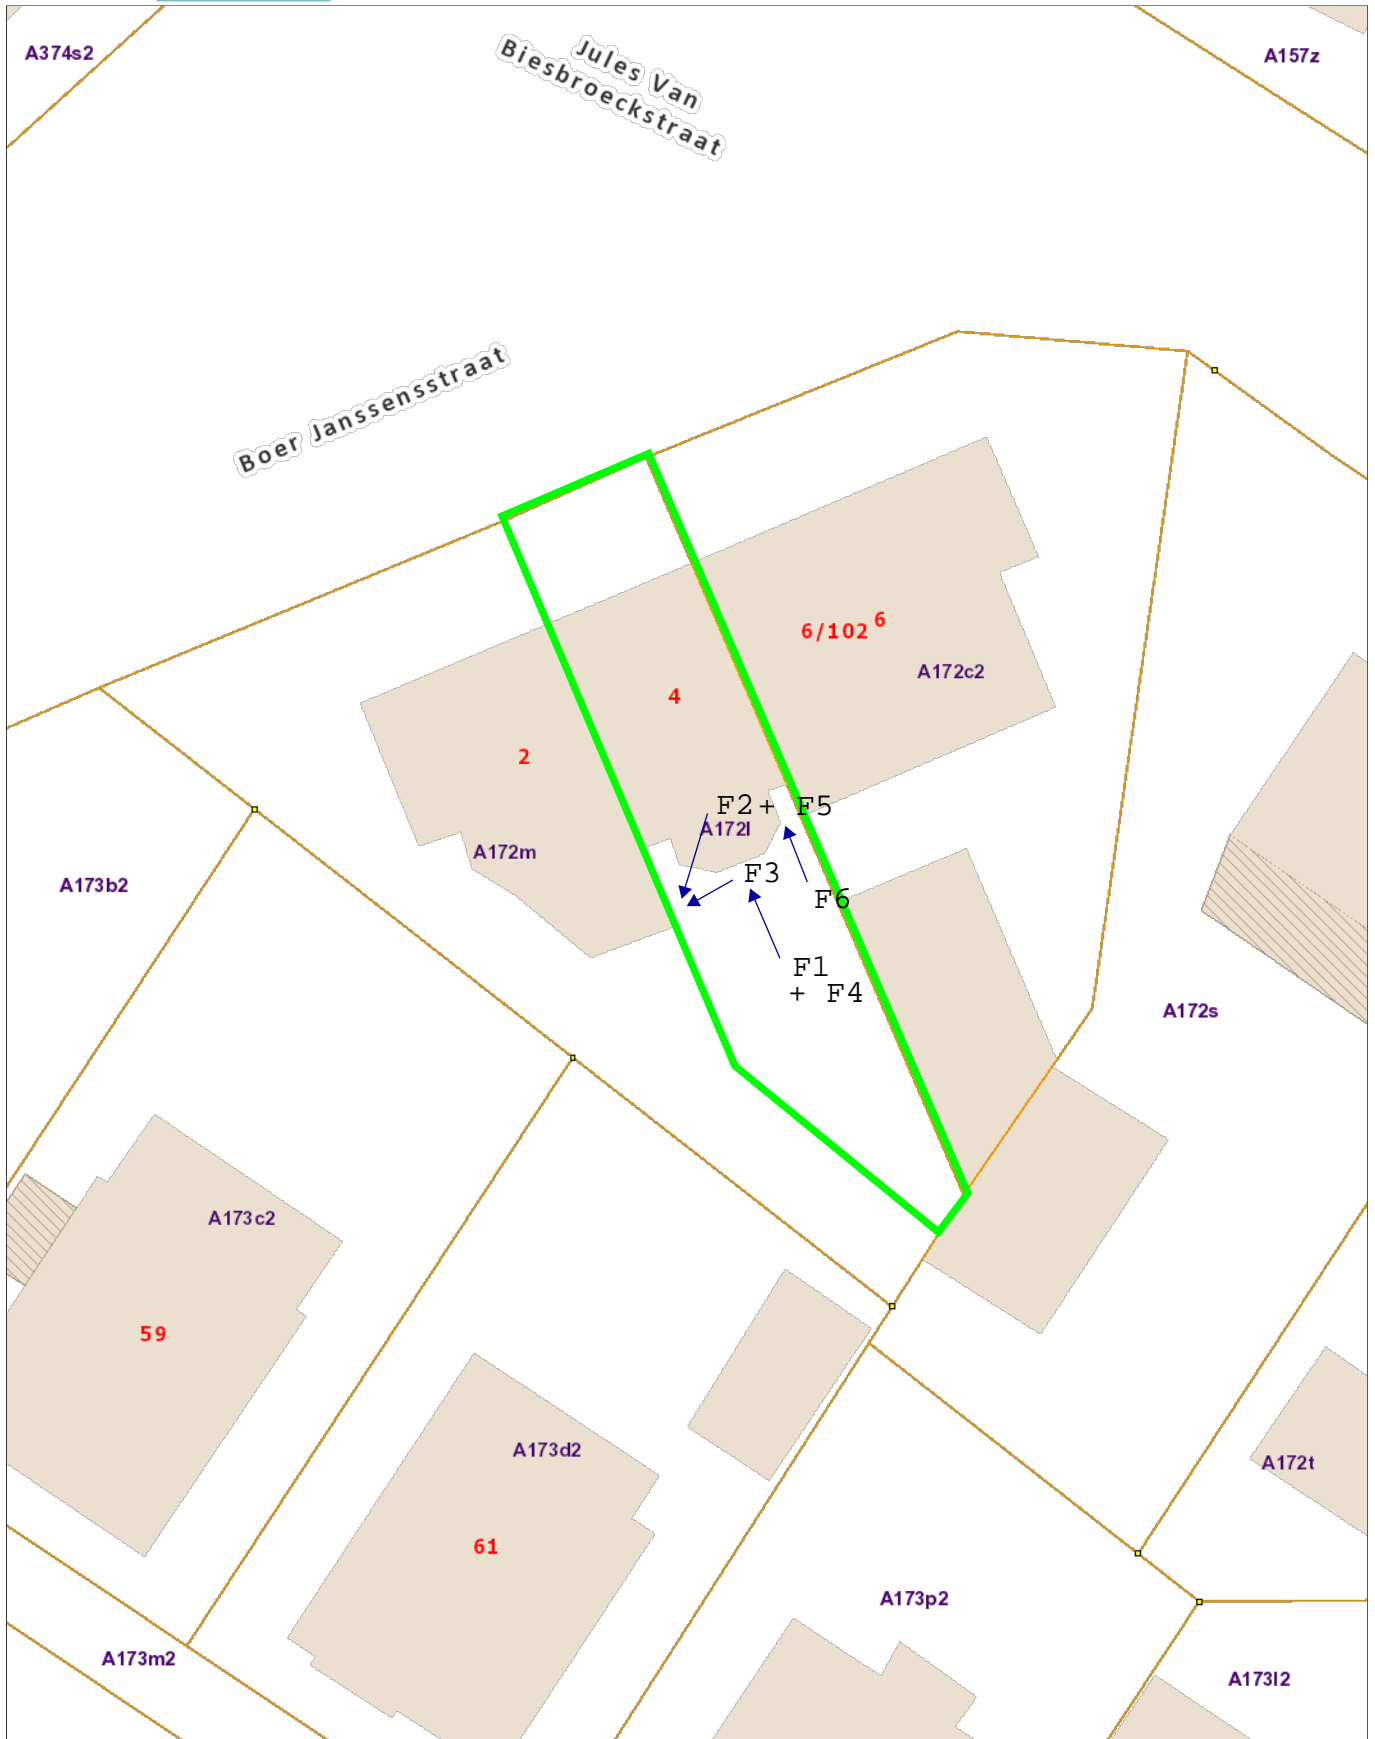 A374s2
Jules Van
Biesbroeckstraat
A157z
Boer Janssensstraat
6/102 6
A172c2
4
2
F2+ F5
A172l
A172m
F3
A173b2
F6
F1
+ F4
A172s
A173c2
59
A173d2
A172t
61
A173p2
A173m2
A173l2